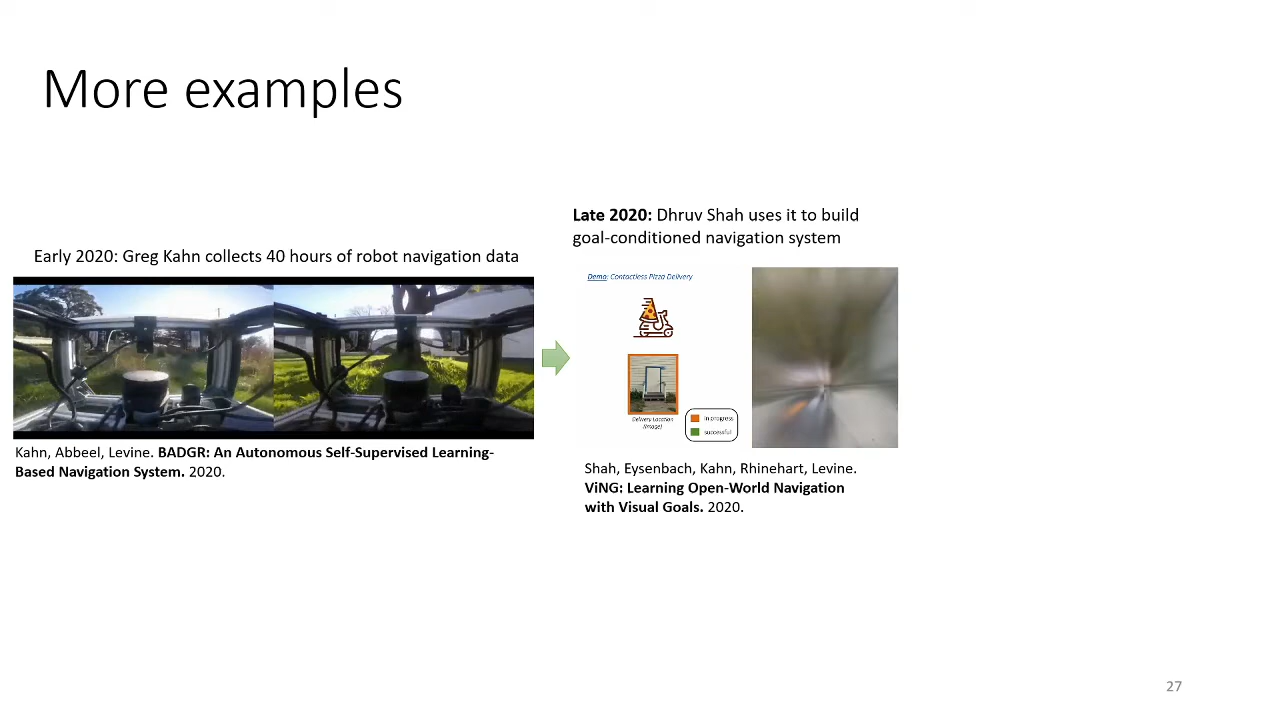 More examples
Early 2020: Greg Kahn collects 40 hours of robot navigation data
Kahn, Abbeel, Levine. BADGR: An Autonomous Self-Supervised Learning-
Based Navigation System. 2020.
Late 2020: Dhruv Shah uses it to build
goal-conditioned navigation system
Demo: Contactless Pizza Delivery
Delivery Location
(Image)
in progress
successful
Shah, Eysenbach, Kahn, Rhinehart, Levine.
ViNG: Learning Open-World Navigation
with Visual Goals. 2020.
27